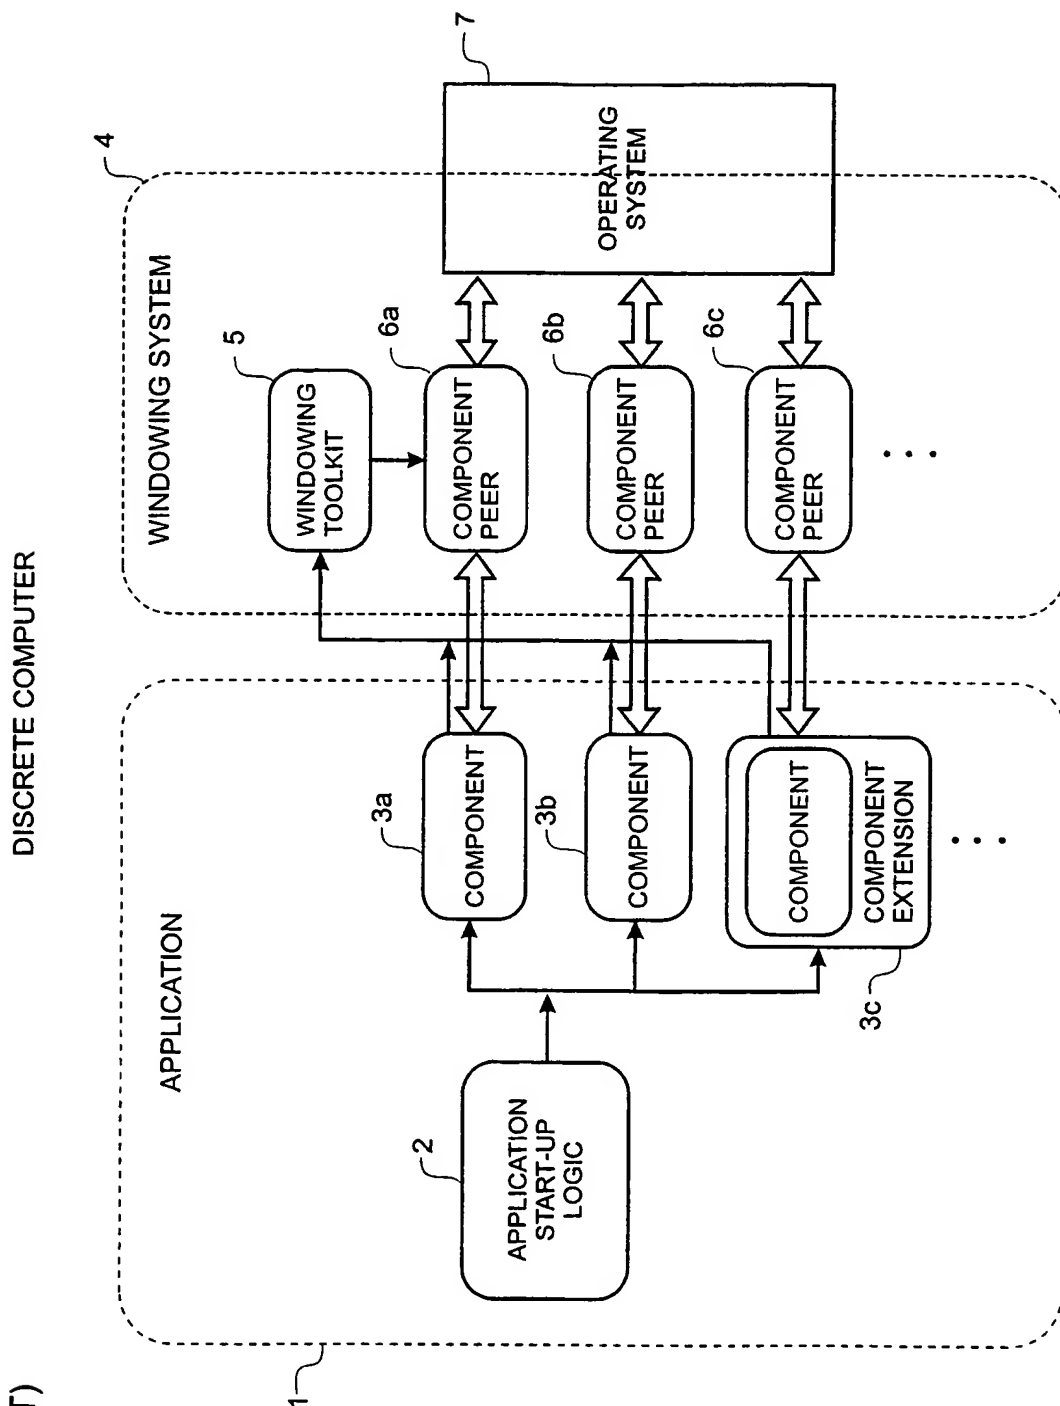 DISCRETE COMPUTER
APPLICATION
WINDOWING SYSTEM
1
2
APPLICATION
START-UP
LOGIC
3a
COMPONENT
3b
COMPONENT
3c
COMPONENT
COMPONENT
EXTENSION
. . .
4
5
WINDOWING
TOOLKIT
6a
COMPONENT
PEER
6b
COMPONENT
PEER
6c
COMPONENT
PEER
. . .
7
OPERATING
SYSTEM
T)